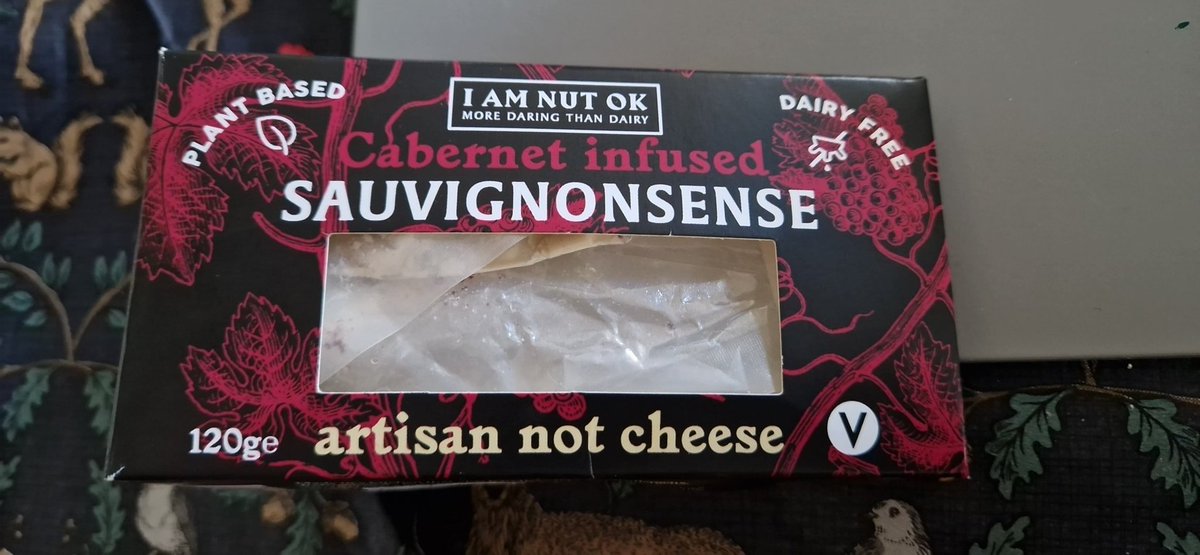 PLANT BASED
I AM NUT OK
MORE DARING THAN DAIRY
DAIRY FREE
Cabernet infused
SAUVIGNONSENSE
120ge
artisan not cheese
V